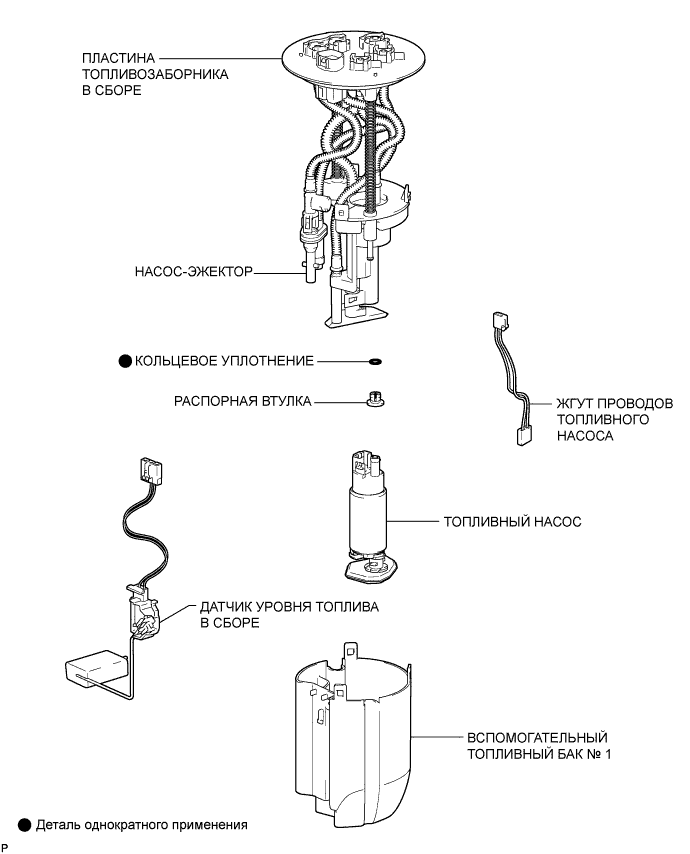 ПЛАСТИНА
ТОПЛИВОЗАБОРНИКА
В СБОРЕ
НАСОС-ЭЖЕКТОР
КОЛЬЦЕВОЕ УПЛОТНЕНИЕ
РАСПОРНАЯ ВТУЛКА
ЖГУТ ПРОВОДОВ
ТОПЛИВНОГО
НАСОСА
ТОПЛИВНЫЙ НАСОС
ДАТЧИК УРОВНЯ ТОПЛИВА
В СБОРЕ
ВСПОМОГАТЕЛЬНЫЙ
ТОПЛИВНЫЙ БАК № 1
Деталь однократного применения
P